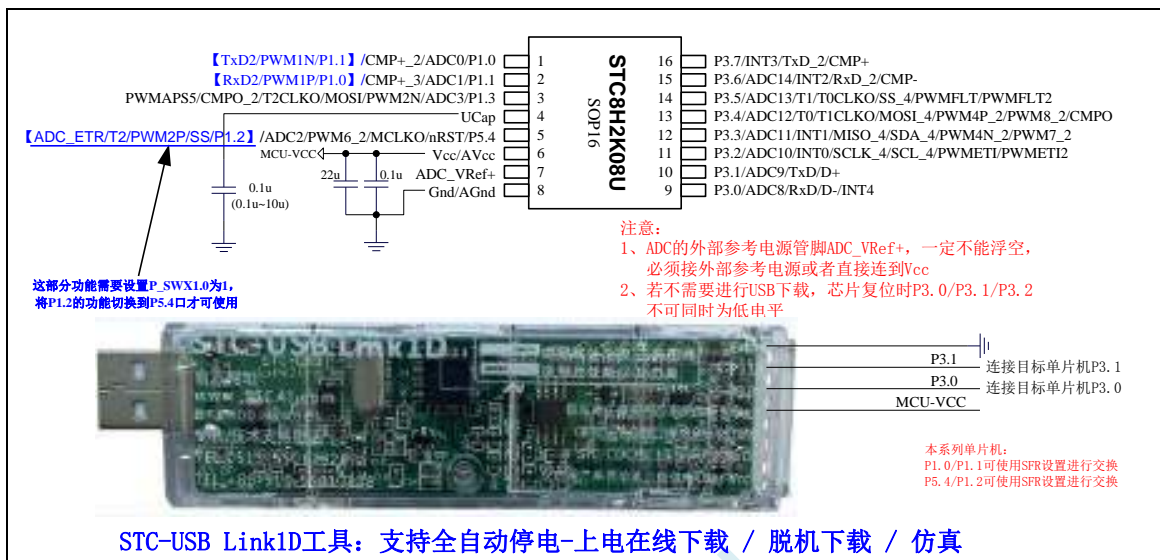 【TxD2/PWM1N/P1.1】/CMP+_2/ADC0/P1.0
【RxD2/PWM1P/P1.0】/CMP+_3/ADC1/P1.1
PWMAPS5/CMPO_2/T2CLKO/MOSI/PWM2N/ADC3/P1.3
UCap
【ADC_ETR/T2/PWM2P/SS/P1.2】/ADC2/PWM6_2/MCLKO/nRST/P5.4
MCU-VCC
Vcc/AVcc
ADC_VRef+
Gnd/AGnd
22u
0.1u
0.1u
(0.1u~10u)
1
2
3
4
5
6
7
8
STC8H2K08U
SOP16
16
15
14
13
12
11
10
9
P3.7/INT3/TxD_2/CMP+
P3.6/ADC14/INT2/RxD_2/CMP-
P3.5/ADC13/T1/T0CLKO/SS_4/PWMFLT/PWMFLT2
P3.4/ADC12/T0/T1CLKO/MOSI_4/PWM4P_2/PWM8_2/CMPO
P3.3/ADC11/INT1/MISO_4/SDA_4/PWM4N_2/PWM7_2
P3.2/ADC10/INT0/SCLK_4/SCL_4/PWMETI/PWMETI2
P3.1/ADC9/TxD/D+
P3.0/ADC8/RxD/D-/INT4
这部分功能需要设置P_SWX1.0为1,
将P1.2的功能切换到P5.4口才可使用
注意:
1、ADC的外部参考电源管脚ADC_VRef+, 一定不能浮空,
必须接外部参考电源或者直接连到Vcc
2、若不需要进行USB下载, 芯片复位时P3.0/P3.1/P3.2
不可同时为低电平
STC-USB Link1D
P3.1
连接目标单片机P3.1
P3.0
连接目标单片机P3.0
MCU-VCC
本系列单片机:
P1.0/P1.1可使用SFR设置进行交换
P5.4/P1.2可使用SFR设置进行交换
STC-USB Link1D工具: 支持全自动停电-上电在线下载 / 脱机下载 / 仿真